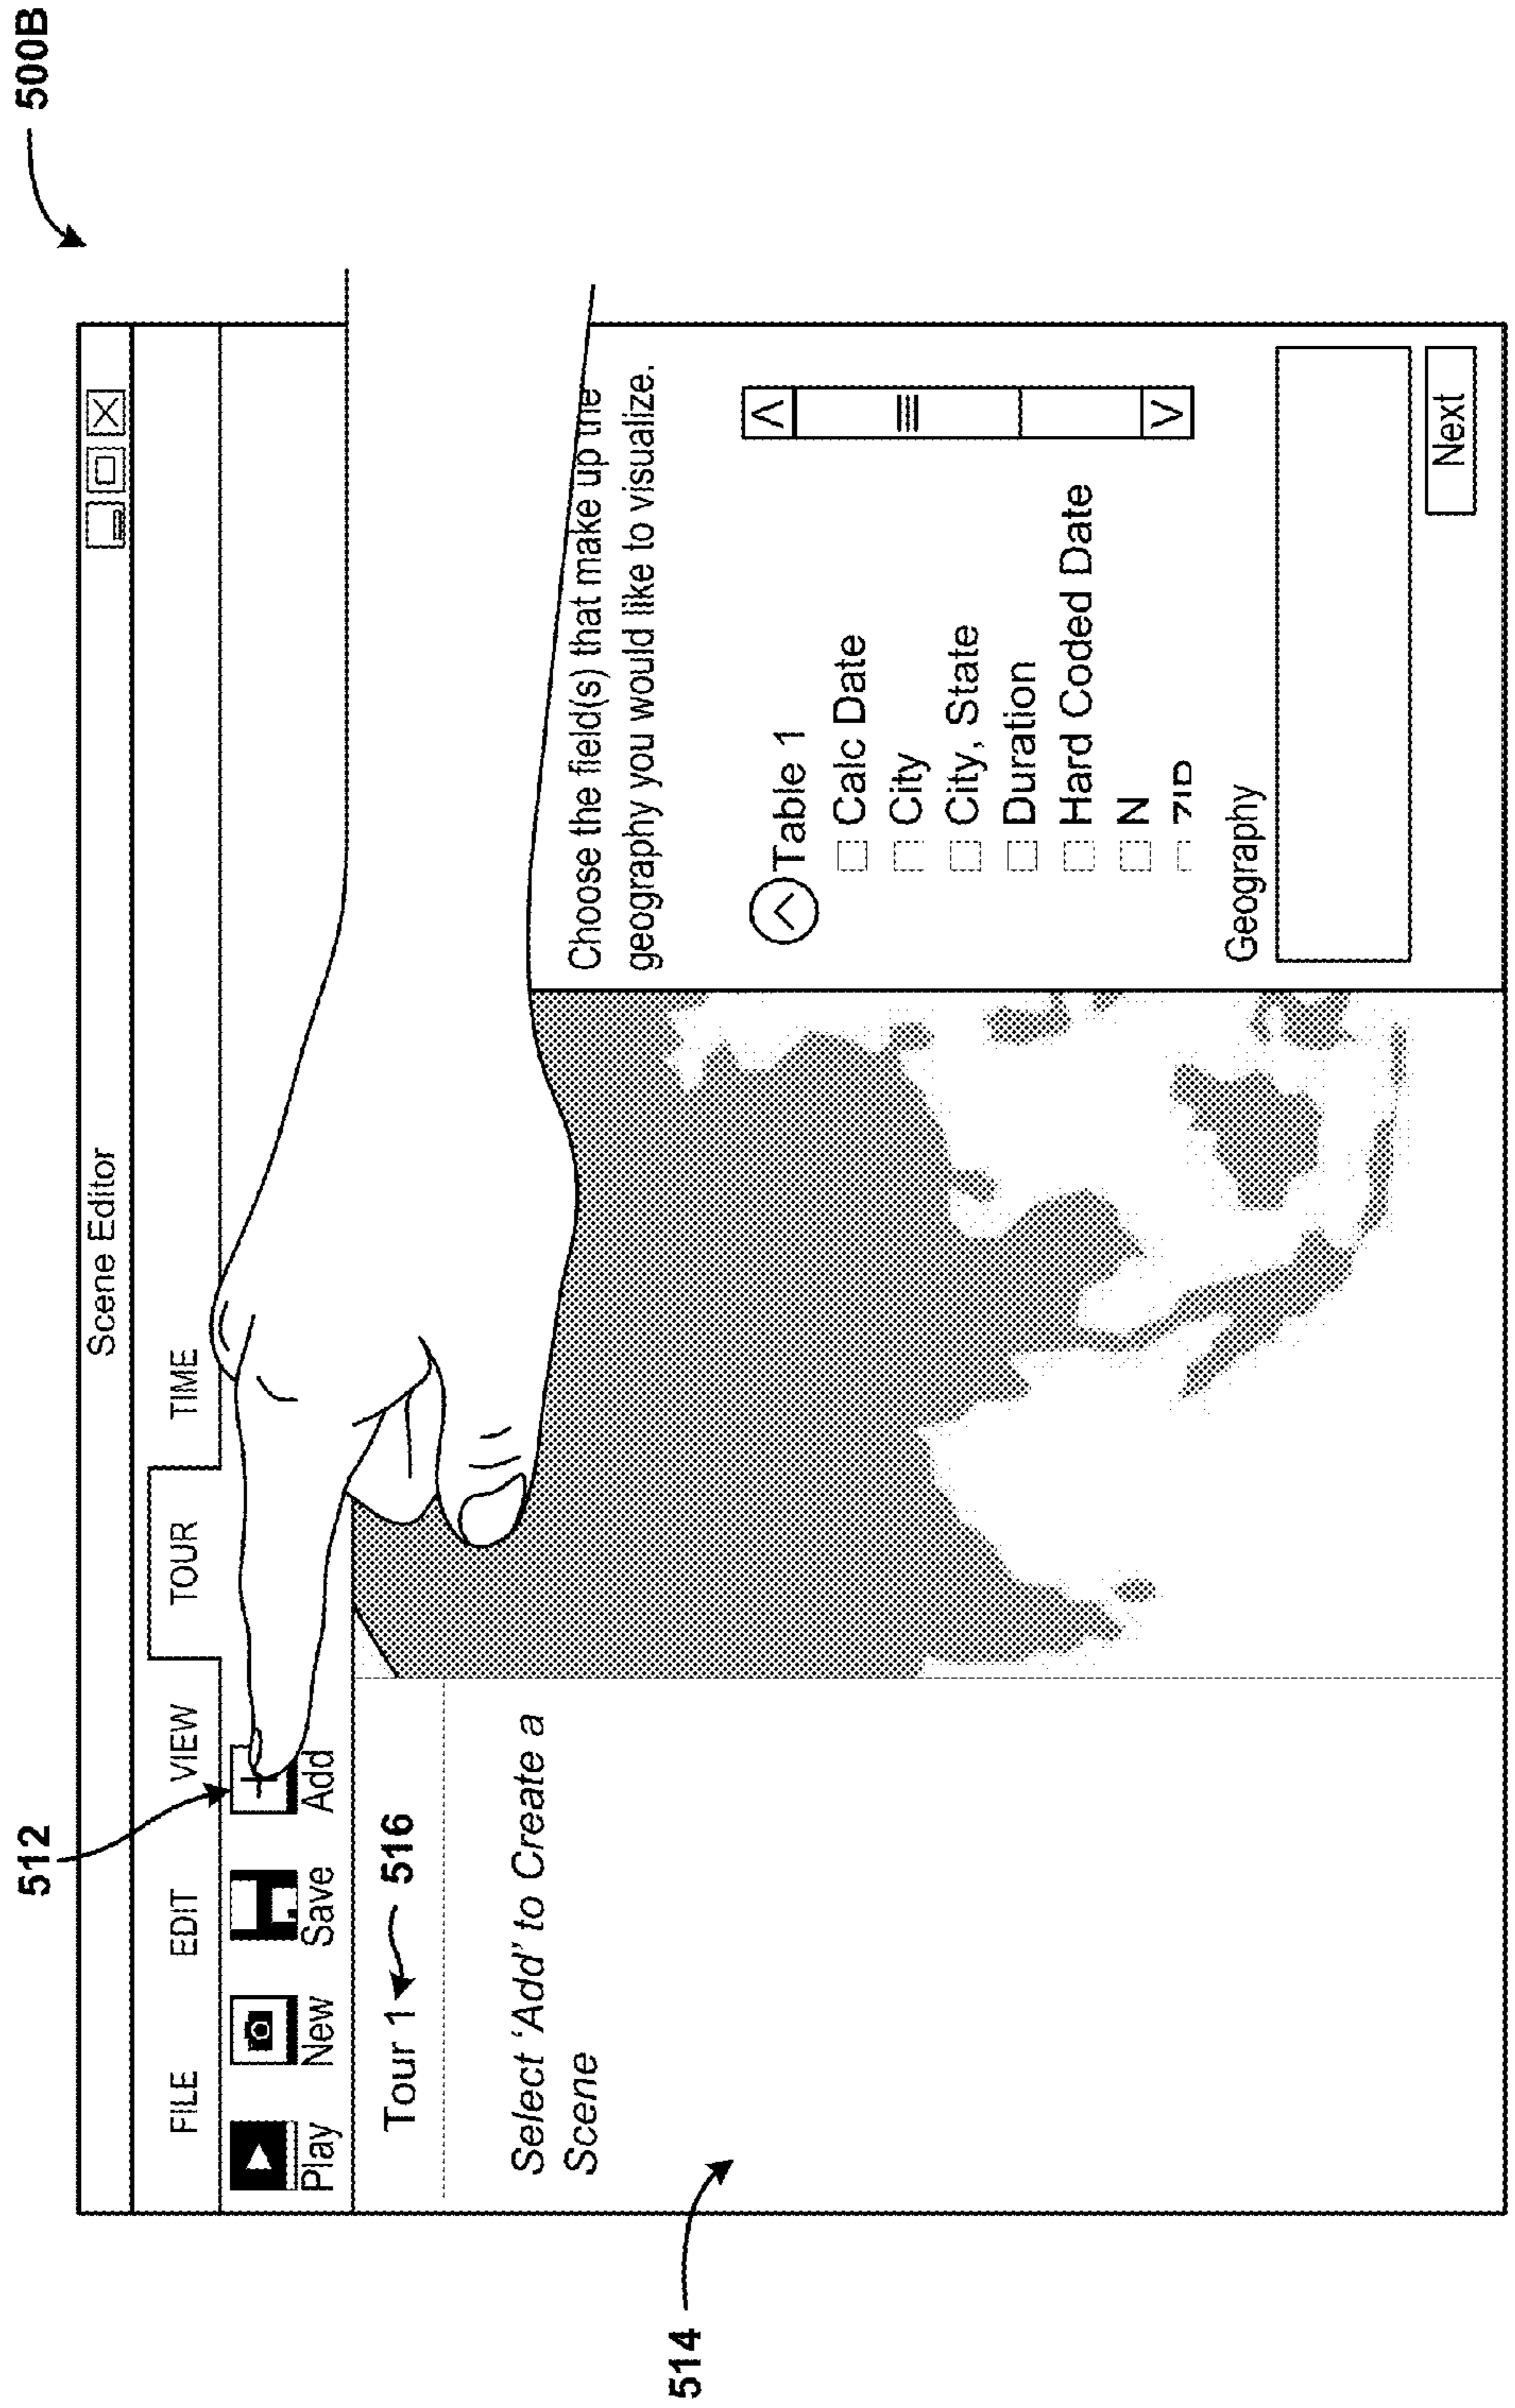 500B
Scene Editor
FILE EDIT VIEW TOUR TIME
512
Play New Save Add
Tour 1
516
Select ‘Add’ to Create a
Scene
514
Choose the field(s) that make up the
geography you would like to visualize.
Table 1
Calc Date
City
City, State
Duration
Hard Coded Date
N
Geography
Next